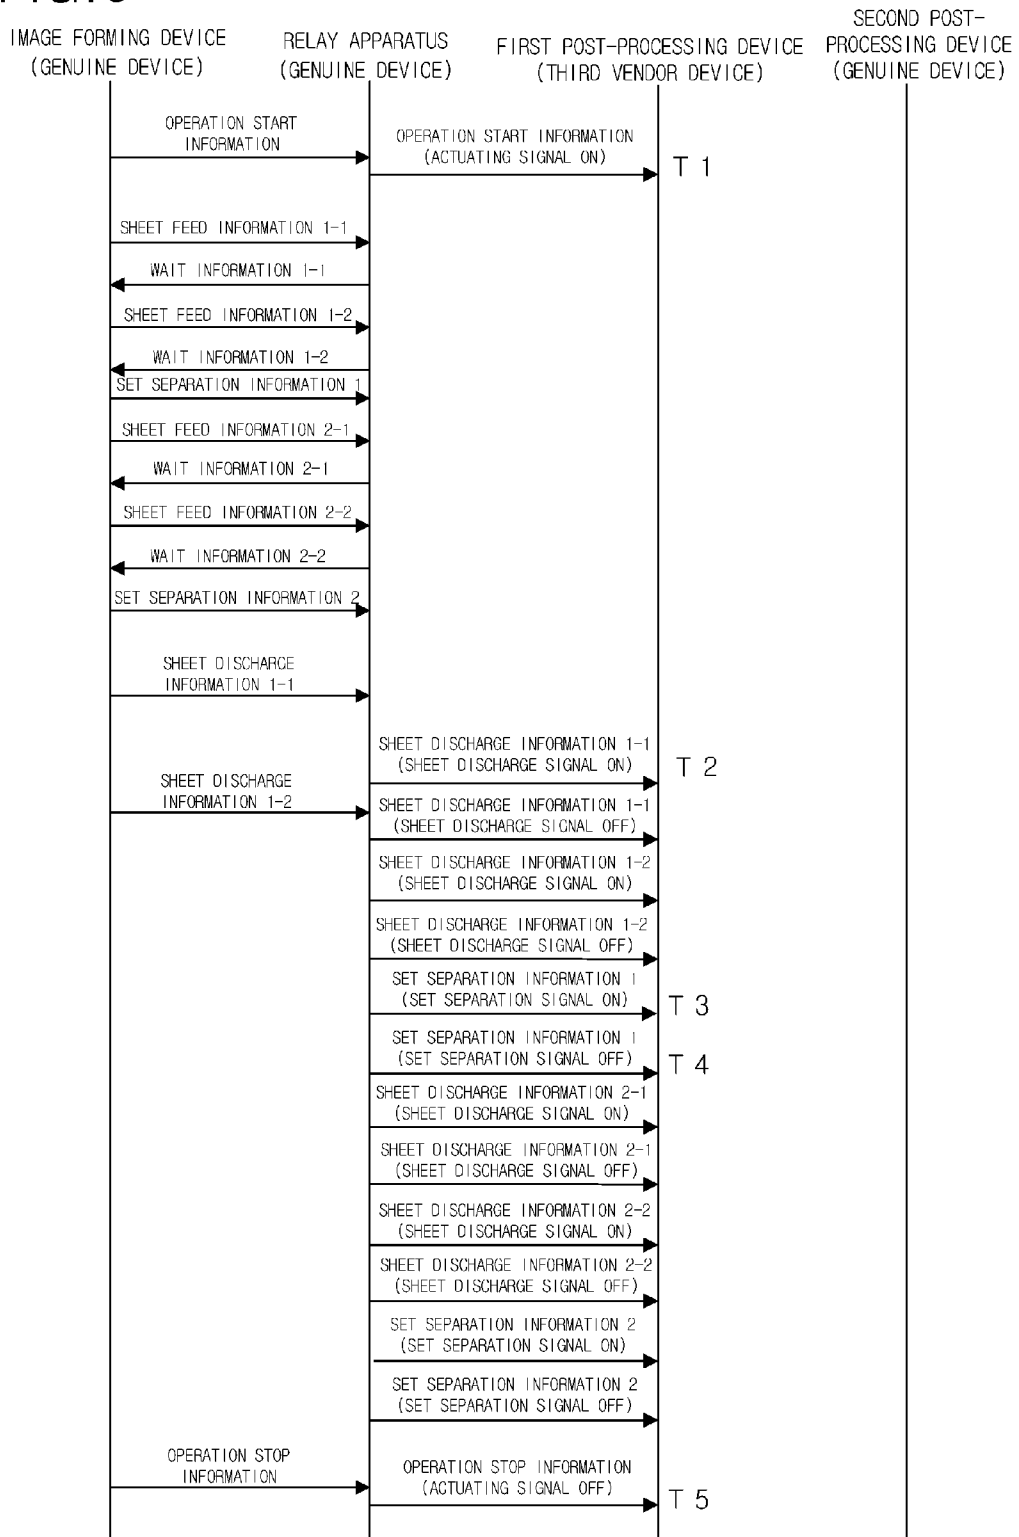 IMAGE FORMING DEVICE
(GENUINE DEVICE)
RELAY APPARATUS
(GENUINE DEVICE)
FIRST POST-PROCESSING DEVICE
(THIRD VENDOR DEVICE)
SECOND POST-
PROCESSING DEVICE
(GENUINE DEVICE)
OPERATION START
INFORMATION
OPERATION START INFORMATION
(ACTUATING SIGNAL ON)
T 1
SHEET FEED INFORMATION 1-1
WAIT INFORMATION 1-1
SHEET FEED INFORMATION 1-2
WAIT INFORMATION 1-2
SET SEPARATION INFORMATION 1
SHEET FEED INFORMATION 2-1
WAIT INFORMATION 2-1
SHEET FEED INFORMATION 2-2
WAIT INFORMATION 2-2
SET SEPARATION INFORMATION 2
SHEET DISCHARGE
INFORMATION 1-1
SHEET DISCHARGE INFORMATION 1-1
(SHEET DISCHARGE SIGNAL ON)
T 2
SHEET DISCHARGE
INFORMATION 1-2
SHEET DISCHARGE INFORMATION 1-1
(SHEET DISCHARGE SIGNAL OFF)
SHEET DISCHARGE INFORMATION 1-2
(SHEET DISCHARGE SIGNAL ON)
SHEET DISCHARGE INFORMATION 1-2
(SHEET DISCHARGE SIGNAL OFF)
SET SEPARATION INFORMATION 1
(SET SEPARATION SIGNAL ON)
T 3
SET SEPARATION INFORMATION 1
(SET SEPARATION SIGNAL OFF)
T 4
SHEET DISCHARGE INFORMATION 2-1
(SHEET DISCHARGE SIGNAL ON)
SHEET DISCHARGE INFORMATION 2-1
(SHEET DISCHARGE SIGNAL OFF)
SHEET DISCHARGE INFORMATION 2-2
(SHEET DISCHARGE SIGNAL ON)
SHEET DISCHARGE INFORMATION 2-2
(SHEET DISCHARGE SIGNAL OFF)
SET SEPARATION INFORMATION 2
(SET SEPARATION SIGNAL ON)
SET SEPARATION INFORMATION 2
(SET SEPARATION SIGNAL OFF)
OPERATION STOP
INFORMATION
OPERATION STOP INFORMATION
(ACTUATING SIGNAL OFF)
T 5